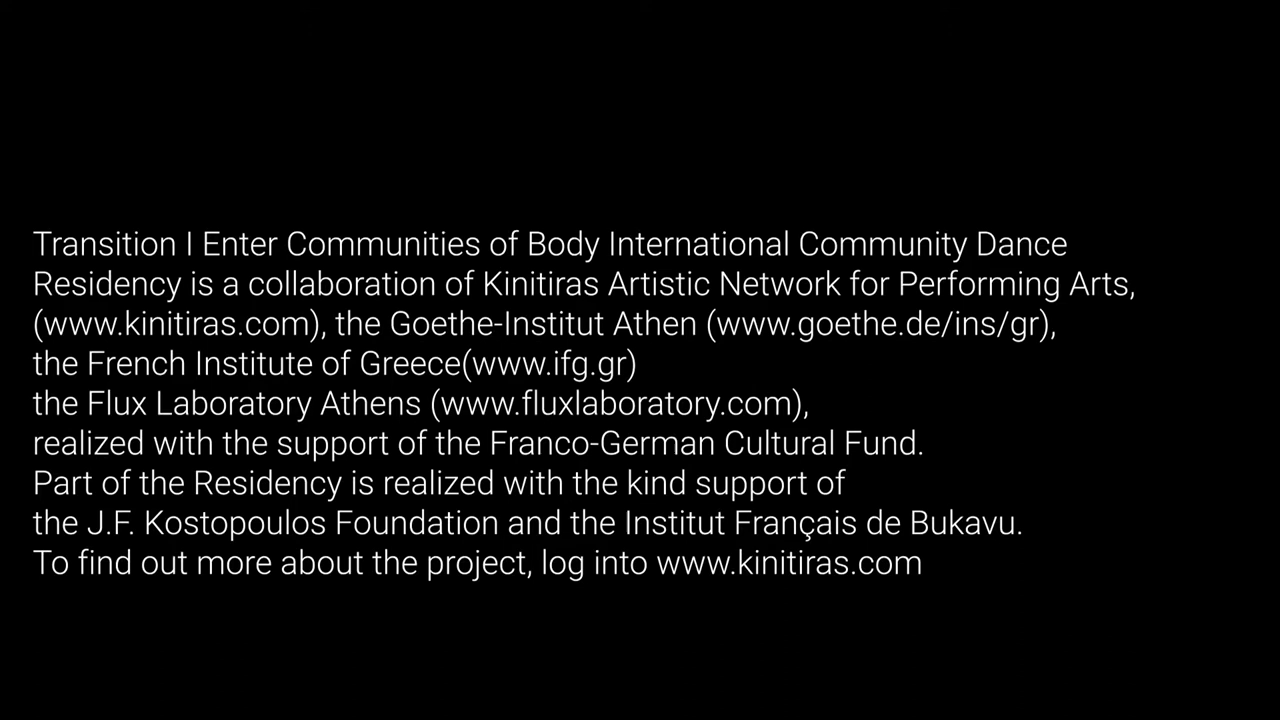 Transition I Enter Communities of Body International Community Dance
Residency is a collaboration of Kinitiras Artistic Network for Performing Arts,
(www.kinitiras.com), the Goethe-Institut Athen (www.goethe.de/ins/gr),
the French Institute of Greece(www.ifg.gr)
the Flux Laboratory Athens (www.fluxlaboratory.com),
realized with the support of the Franco-German Cultural Fund.
Part of the Residency is realized with the kind support of
the J.F. Kostopoulos Foundation and the Institut Français de Bukavu.
To find out more about the project, log into www.kinitiras.com